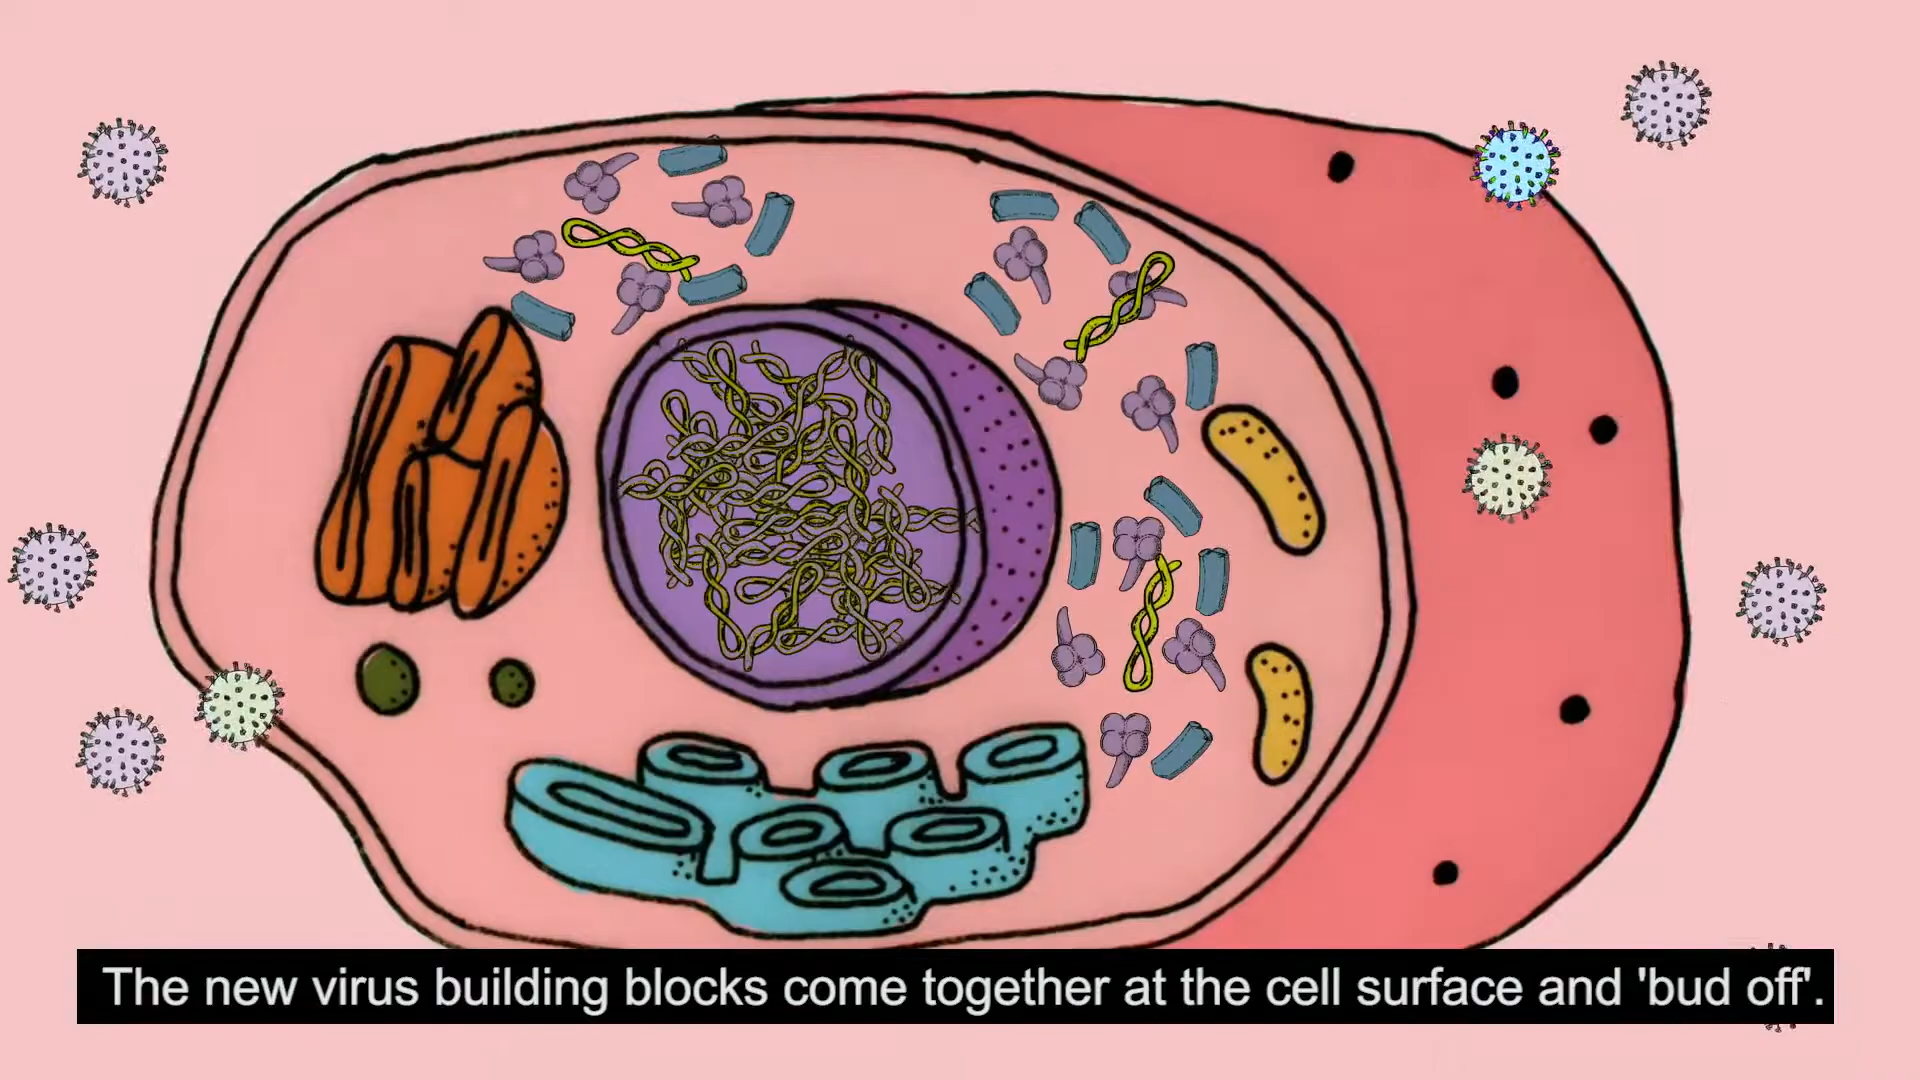 The new virus building blocks come together at the cell surface and 'bud off'.